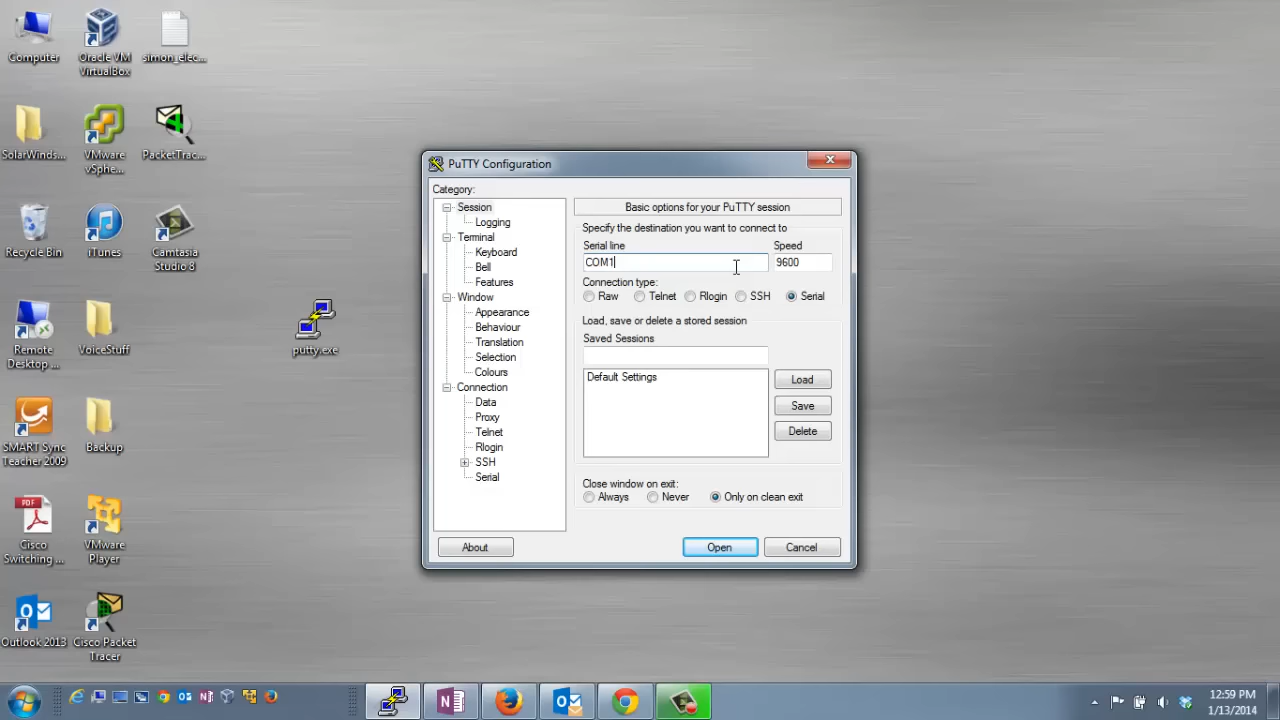 Computer
Oracle VM
VirtualBox
simon_elec...
SolarWinds...
VMware
vSphe...
PacketTrac...
Recycle Bin
iTunes
Camtasia
Studio 8
Remote
Desktop ...
VoiceStuff
putty.exe
SMART Sync
Teacher 2009
Backup
PDF
Cisco
Switching ...
VMware
Player
Outlook 2013
Cisco Packet
Tracer
PuTTY Configuration
Category:
Session
Logging
Terminal
Keyboard
Bell
Features
Window
Appearance
Behaviour
Translation
Selection
Colours
Connection
Data
Proxy
Telnet
Rlogin
SSH
Serial
Basic options for your PuTTY session
Specify the destination you want to connect to
Serial line Speed
COM1 9600
Connection type:
Raw Telnet Rlogin SSH Serial
Load, save or delete a stored session
Saved Sessions
Default Settings
Load
Save
Delete
Close window on exit:
Always Never Only on clean exit
About Open Cancel
12:59 PM
1/13/2014